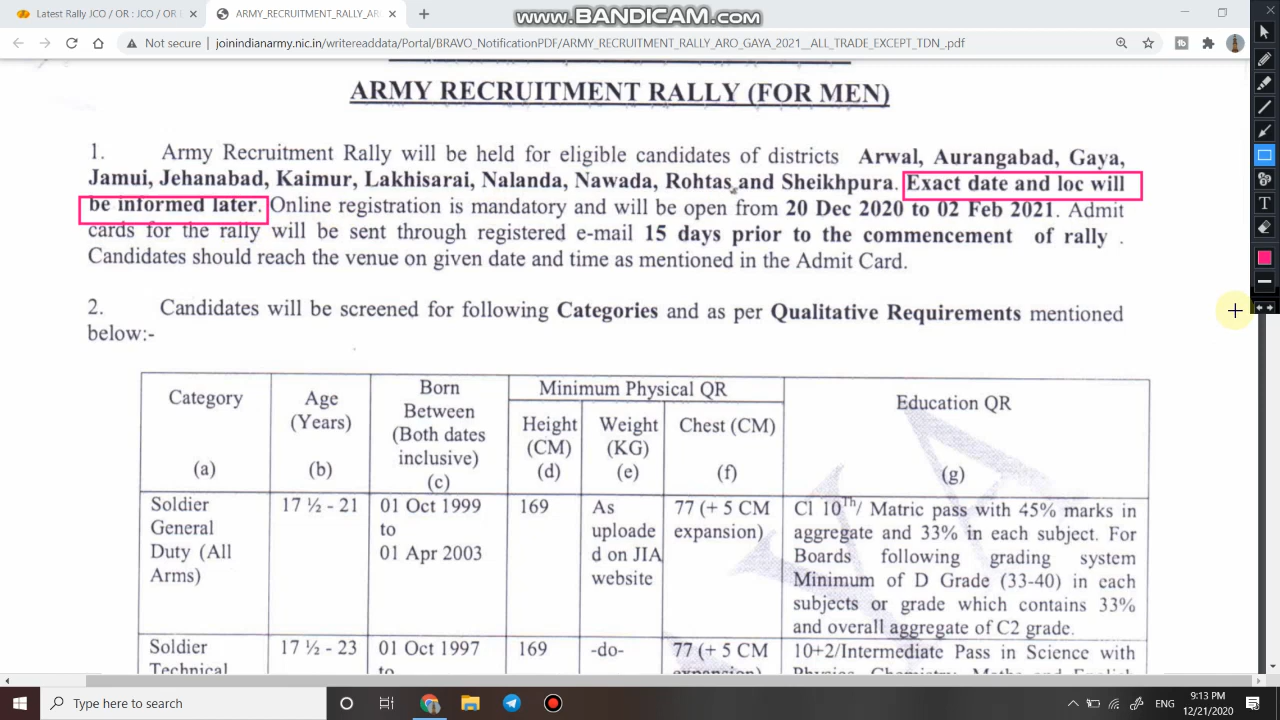 Latest Rally JCO / OR : JCO / OR
ARMY_RECRUITMENT_RALLY_AR
www.BANDICAM.com
Not secure | joinindianarmy.nic.in/writereaddata/Portal/BRAVO_NotificationPDF/ARMY_RECRUITMENT_RALLY_ARO_GAYA_2021__ALL_TRADE_EXCEPT_TDN_.pdf
ARMY RECRUITMENT RALLY (FOR MEN)
1. Army Recruitment Rally will be held for eligible candidates of districts Arwal, Aurangabad, Gaya,
Jamui, Jehanabad, Kaimur, Lakhisarai, Nalanda, Nawada, Rohtas and Sheikhpura. Exact date and loc will
be informed later. Online registration is mandatory and will be open from 20 Dec 2020 to 02 Feb 2021. Admit
cards for the rally will be sent through registered e-mail 15 days prior to the commencement of rally .
Candidates should reach the venue on given date and time as mentioned in the Admit Card.
2. Candidates will be screened for following Categories and as per Qualitative Requirements mentioned
below:-
Category
(a)
Age
(Years)
(b)
Born
Between
(Both dates
inclusive)
(c)
Minimum Physical QR
Height
(CM)
(d)
Weight
(KG)
(e)
Chest (CM)
(f)
Education QR
(g)
Soldier
General
Duty (All
Arms)
17 ½ - 21
01 Oct 1999
to
01 Apr 2003
169
As
uploade
d on JIA
website
77 (+ 5 CM
expansion)
Cl 10Th/ Matric pass with 45% marks in
aggregate and 33% in each subject. For
Boards following grading system
Minimum of D Grade (33-40) in each
subjects or grade which contains 33%
and overall aggregate of C2 grade.
Soldier
Technical
17 ½ - 23
01 Oct 1997
to
169
-do-
77 (+ 5 CM
expansion)
10+2/Intermediate Pass in Science with
Physics, Chemistry, Maths and English
T
Type here to search
ENG
9:13 PM
12/21/2020